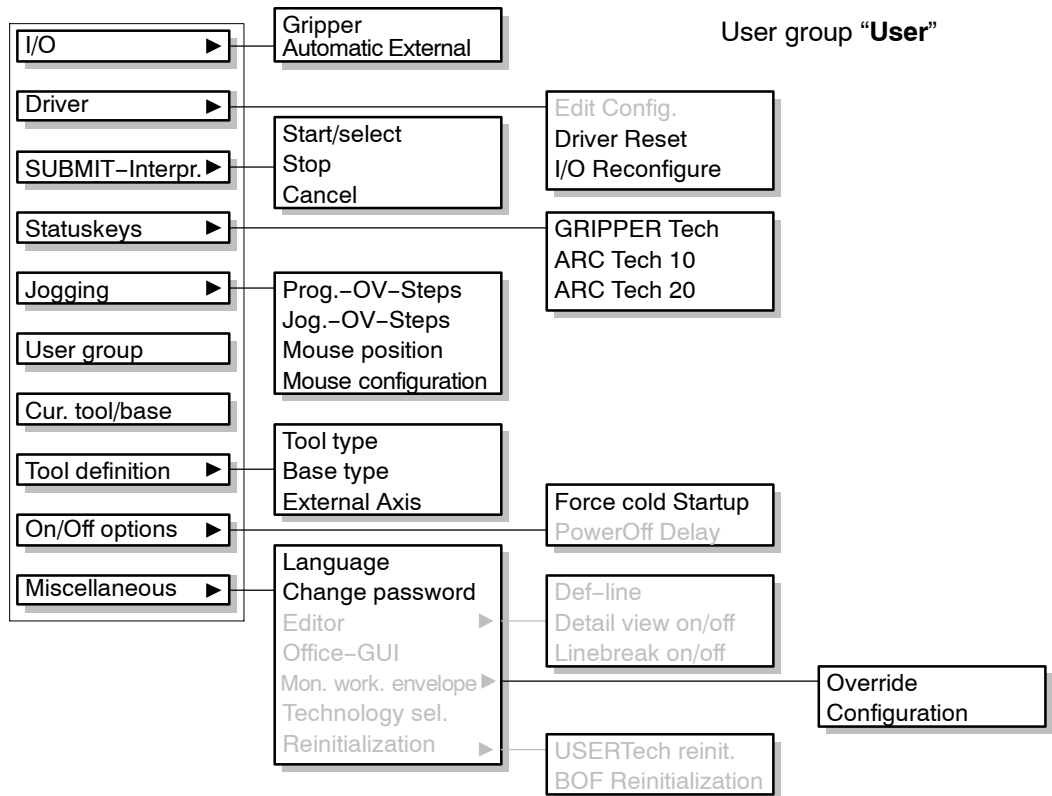 User group “User”
I/O
Gripper
Automatic External
Driver
Edit Config.
Driver Reset
I/O Reconfigure
SUBMIT–Interpr.
Start/select
Stop
Cancel
Statuskeys
GRIPPER Tech
ARC Tech 10
ARC Tech 20
Jogging
Prog.–OV–Steps
Jog.–OV–Steps
Mouse position
Mouse configuration
User group
Cur. tool/base
Tool definition
Tool type
Base type
External Axis
On/Off options
Force cold Startup
PowerOff Delay
Miscellaneous
Language
Change password
Editor
Office–GUI
Mon. work. envelope
Technology sel.
Reinitialization
Def–line
Detail view on/off
Linebreak on/off
Override
Configuration
USERTech reinit.
BOF Reinitialization